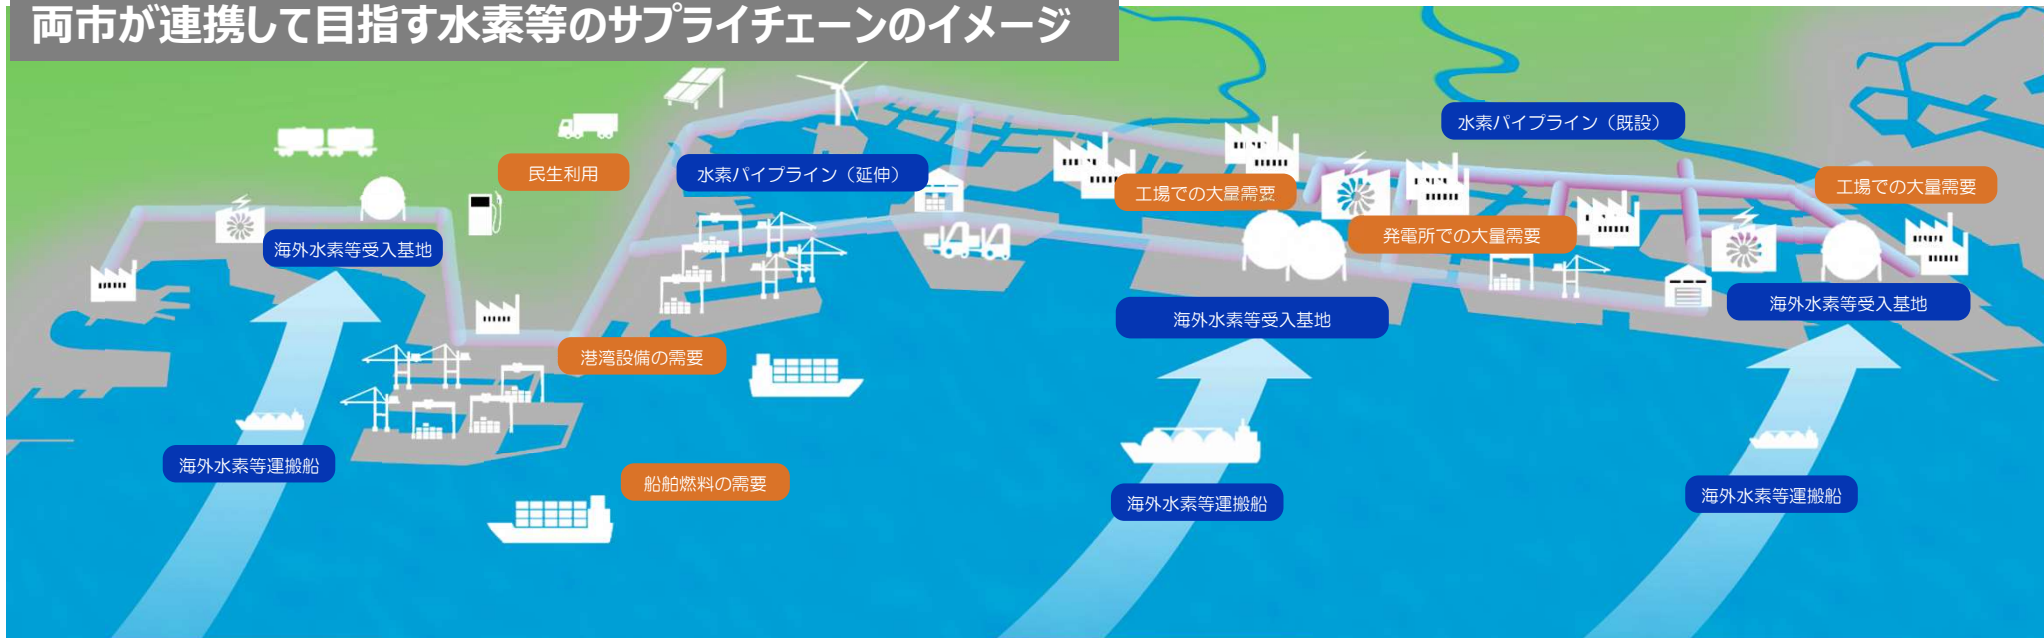 両市が連携して目指す水素等のサプライチェーンのイメージ
水素パイプライン（既設）
民生利用
水素パイプライン（延伸）
工場での大量需要
工場での大量需要
海外水素等受入基地
発電所での大量需要
海外水素等受入基地
海外水素等受入基地
港湾設備の需要
海外水素等運搬船
船舶燃料の需要
海外水素等運搬船
海外水素等運搬船